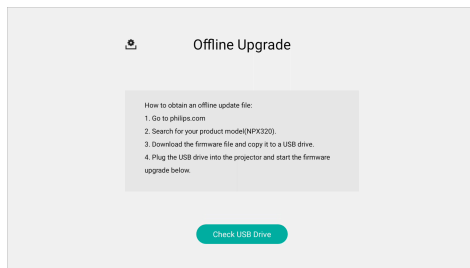 Offline Upgrade
How to obtain an offline update file:
1. Go to philips.com
2. Search for your product model(NPX320).
3. Download the firmware file and copy it to a USB drive.
4. Plug the USB drive into the projector and start the firmware
upgrade below.
Check USB Drive